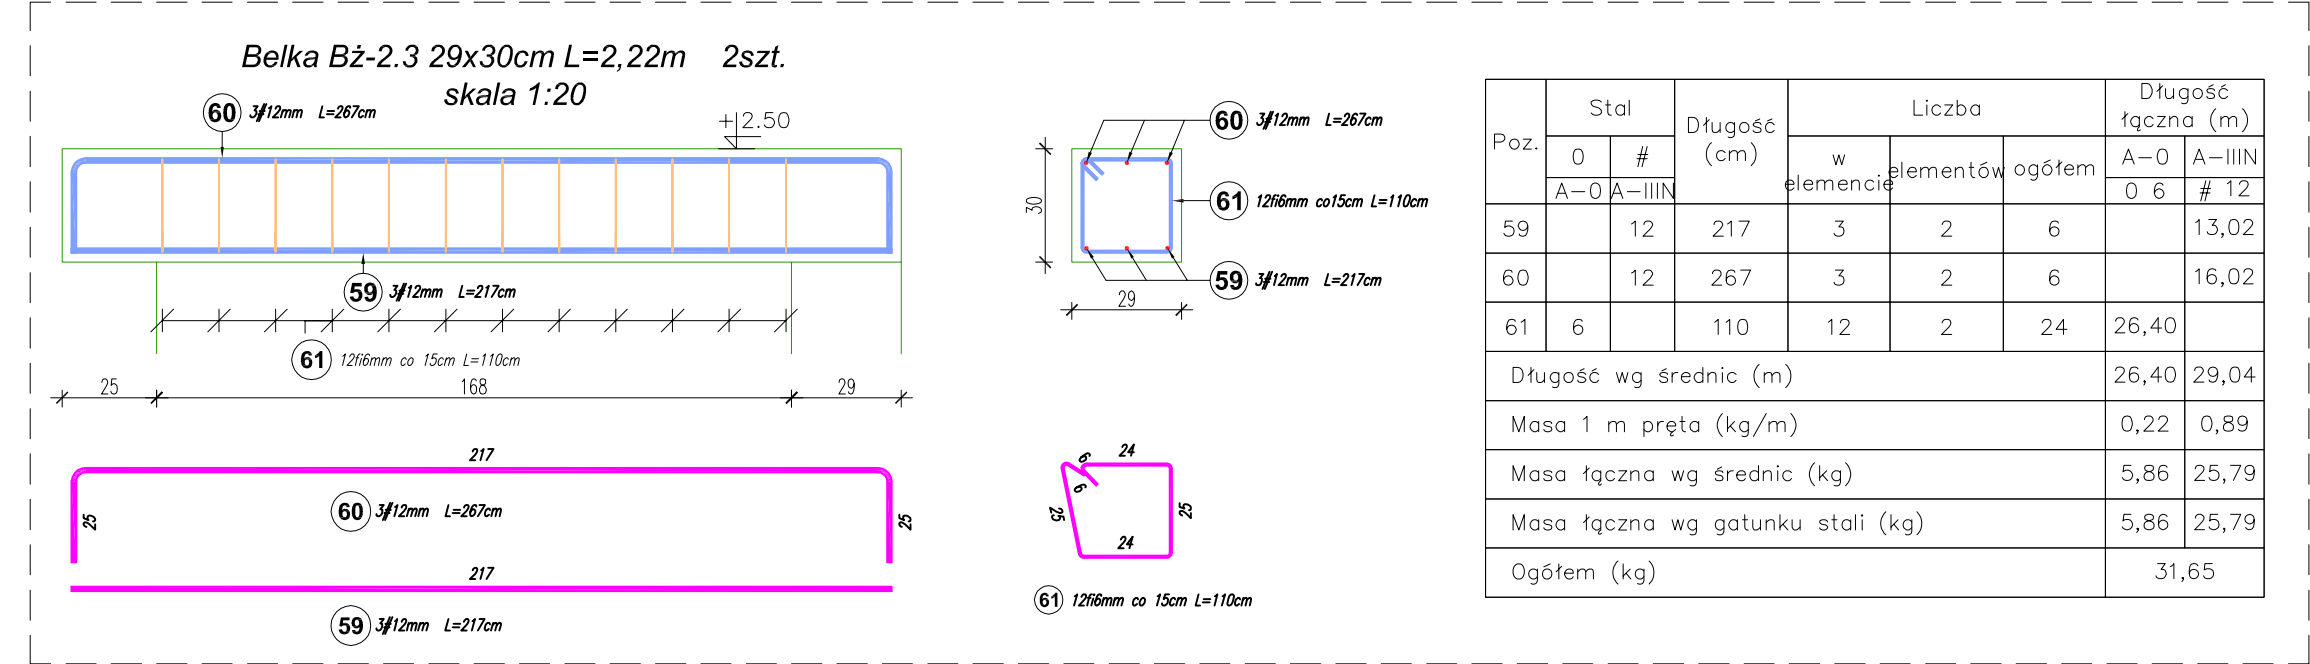 Belka Bż-2.3 29x30cm L=2,22m 2szt.
skala 1:20
60 3#12mm L=267cm
+2.50
59 3#12mm L=217cm
61 12fi6mm co 15cm L=110cm
25 168 29
217
25 25
60 3#12mm L=267cm
217
59 3#12mm L=217cm
60 3#12mm L=267cm
30
61 12fi6mm co15cm L=110cm
59 3#12mm L=217cm
29
24
6
6
25
25
24
61 12fi6mm co 15cm L=110cm
Poz. Stal Długość (cm) Liczba Długość łączna (m)
0 # w elemencie elementów ogółem A-0 A-IIIN
A-0 A-IIIN 0 6 # 12
59 12 217 3 2 6 13,02
60 12 267 3 2 6 16,02
61 6 110 12 2 24 26,40
Długość wg średnic (m) 26,40 29,04
Masa 1 m pręta (kg/m) 0,22 0,89
Masa łączna wg średnic (kg) 5,86 25,79
Masa łączna wg gatunku stali (kg) 5,86 25,79
Ogółem (kg) 31,65